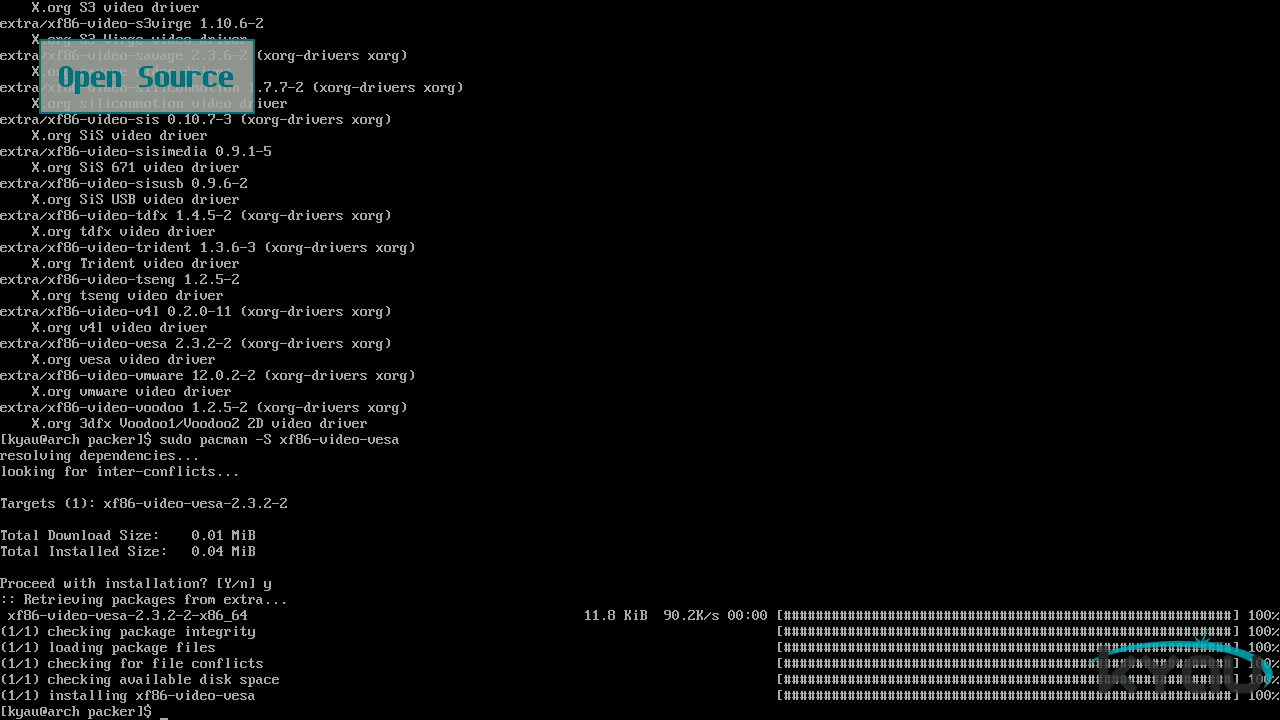 X.org S3 video driver
extra/xf86-video-s3virge 1.10.6-2
X.org S3 Virge video driver
extra/xf86-video-savage 2.3.6-2 (xorg-drivers xorg)
X.
Open Source
extra/xf86-video-siliconmotion 1.7.7-2 (xorg-drivers xorg)
X.org siliconmotion video driver
extra/xf86-video-sis 0.10.7-3 (xorg-drivers xorg)
X.org SiS video driver
extra/xf86-video-sisimedia 0.9.1-5
X.org SiS 671 video driver
extra/xf86-video-sisusb 0.9.6-2
X.org SiS USB video driver
extra/xf86-video-tdfx 1.4.5-2 (xorg-drivers xorg)
X.org tdfx video driver
extra/xf86-video-trident 1.3.6-3 (xorg-drivers xorg)
X.org Trident video driver
extra/xf86-video-tseng 1.2.5-2
X.org tseng video driver
extra/xf86-video-v4l 0.2.0-11 (xorg-drivers xorg)
X.org v4l video driver
extra/xf86-video-vesa 2.3.2-2 (xorg-drivers xorg)
X.org vesa video driver
extra/xf86-video-vmware 12.0.2-2 (xorg-drivers xorg)
X.org vmware video driver
extra/xf86-video-voodoo 1.2.5-2 (xorg-drivers xorg)
X.org 3dfx Voodoo1/Voodoo2 2D video driver
[kyau@arch packer]$ sudo pacman -S xf86-video-vesa
resolving dependencies...
looking for inter-conflicts...
Targets (1): xf86-video-vesa-2.3.2-2
Total Download Size: 0.01 MiB
Total Installed Size: 0.04 MiB
Proceed with installation? [Y/n] y
:: Retrieving packages from extra...
xf86-video-vesa-2.3.2-2-x86_64 11.8 KiB 90.2K/s 00:00 [########################################################] 100%
(1/1) checking package integrity [########################################################] 100%
(1/1) loading package files [########################################################] 100%
(1/1) checking for file conflicts [########################################################] 100%
(1/1) checking available disk space [########################################################] 100%
(1/1) installing xf86-video-vesa [########################################################] 100%
[kyau@arch packer]$ _
KYAU